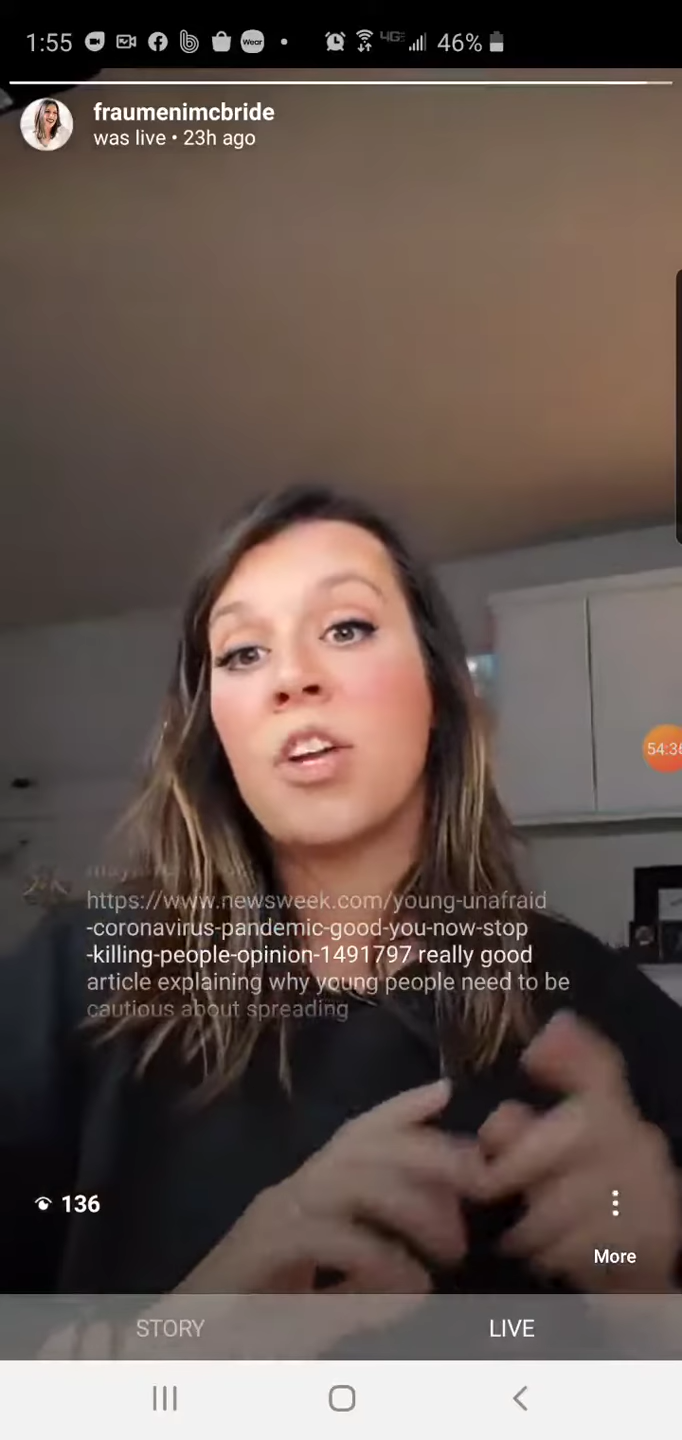 1:55
Wear
4GE
46%
fraumenimcbride
was live • 23h ago
54:36
https://www.newsweek.com/young-unafraid
-coronavirus-pandemic-good-you-now-stop
-killing-people-opinion-1491797 really good
article explaining why young people need to be
cautious about spreading
136
More
STORY
LIVE